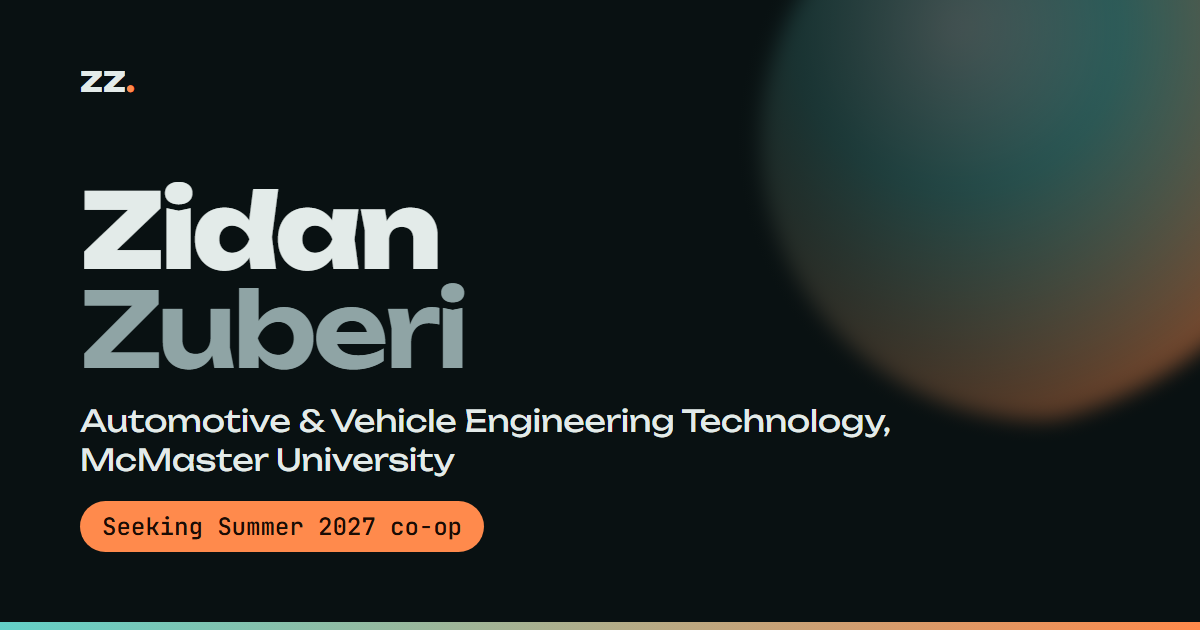 zz.
Zidan
Zuberi
Automotive & Vehicle Engineering Technology,
McMaster University
Seeking Summer 2027 co-op